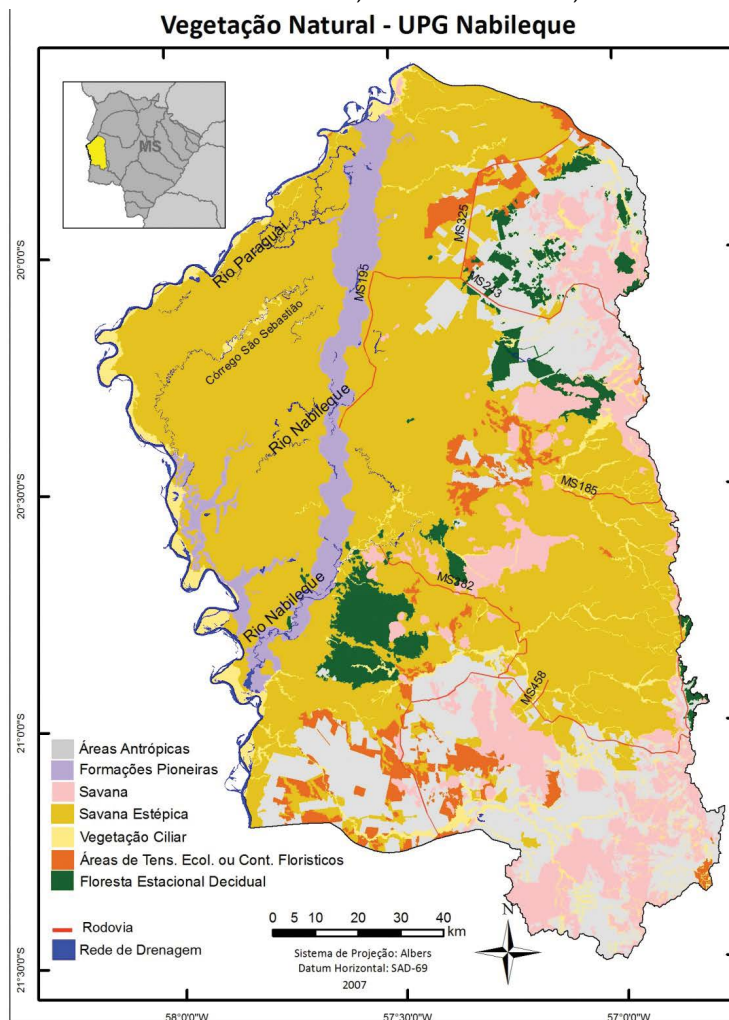 Vegetação Natural - UPG Nabileque
MS
Rio Paraguai
Córrego São Sebastião
Rio Nabileque
Rio Nabileque
MS195
MS325
MS243
MS185
MS382
MS458
20°0'0"S
20°30'0"S
21°0'0"S
21°30'0"S
Áreas Antrópicas
Formações Pioneiras
Savana
Savana Estépica
Vegetação Ciliar
Áreas de Tens. Ecol. ou Cont. Floristicos
Floresta Estacional Decidual
Rodovia
Rede de Drenagem
0 5 10 20 30 40
km
Sistema de Projeção: Albers
Datum Horizontal: SAD-69
2007
N
58°0'0"W
57°30'0"W
57°0'0"W